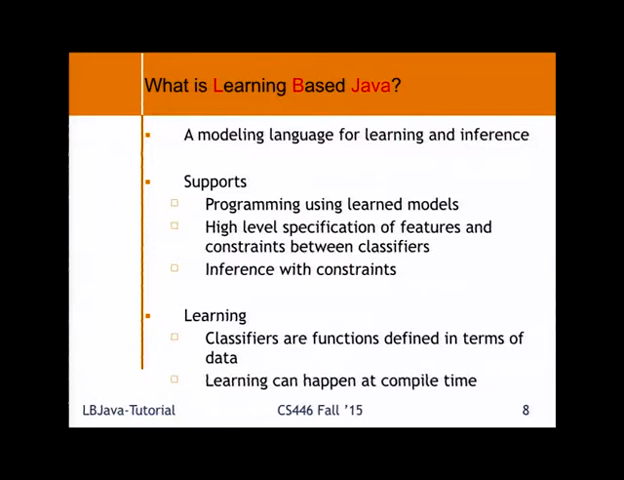 What is Learning Based Java?
A modeling language for learning and inference
Supports
Programming using learned models
High level specification of features and
constraints between classifiers
Inference with constraints
Learning
Classifiers are functions defined in terms of
data
Learning can happen at compile time
LBJava-Tutorial CS446 Fall '15 8